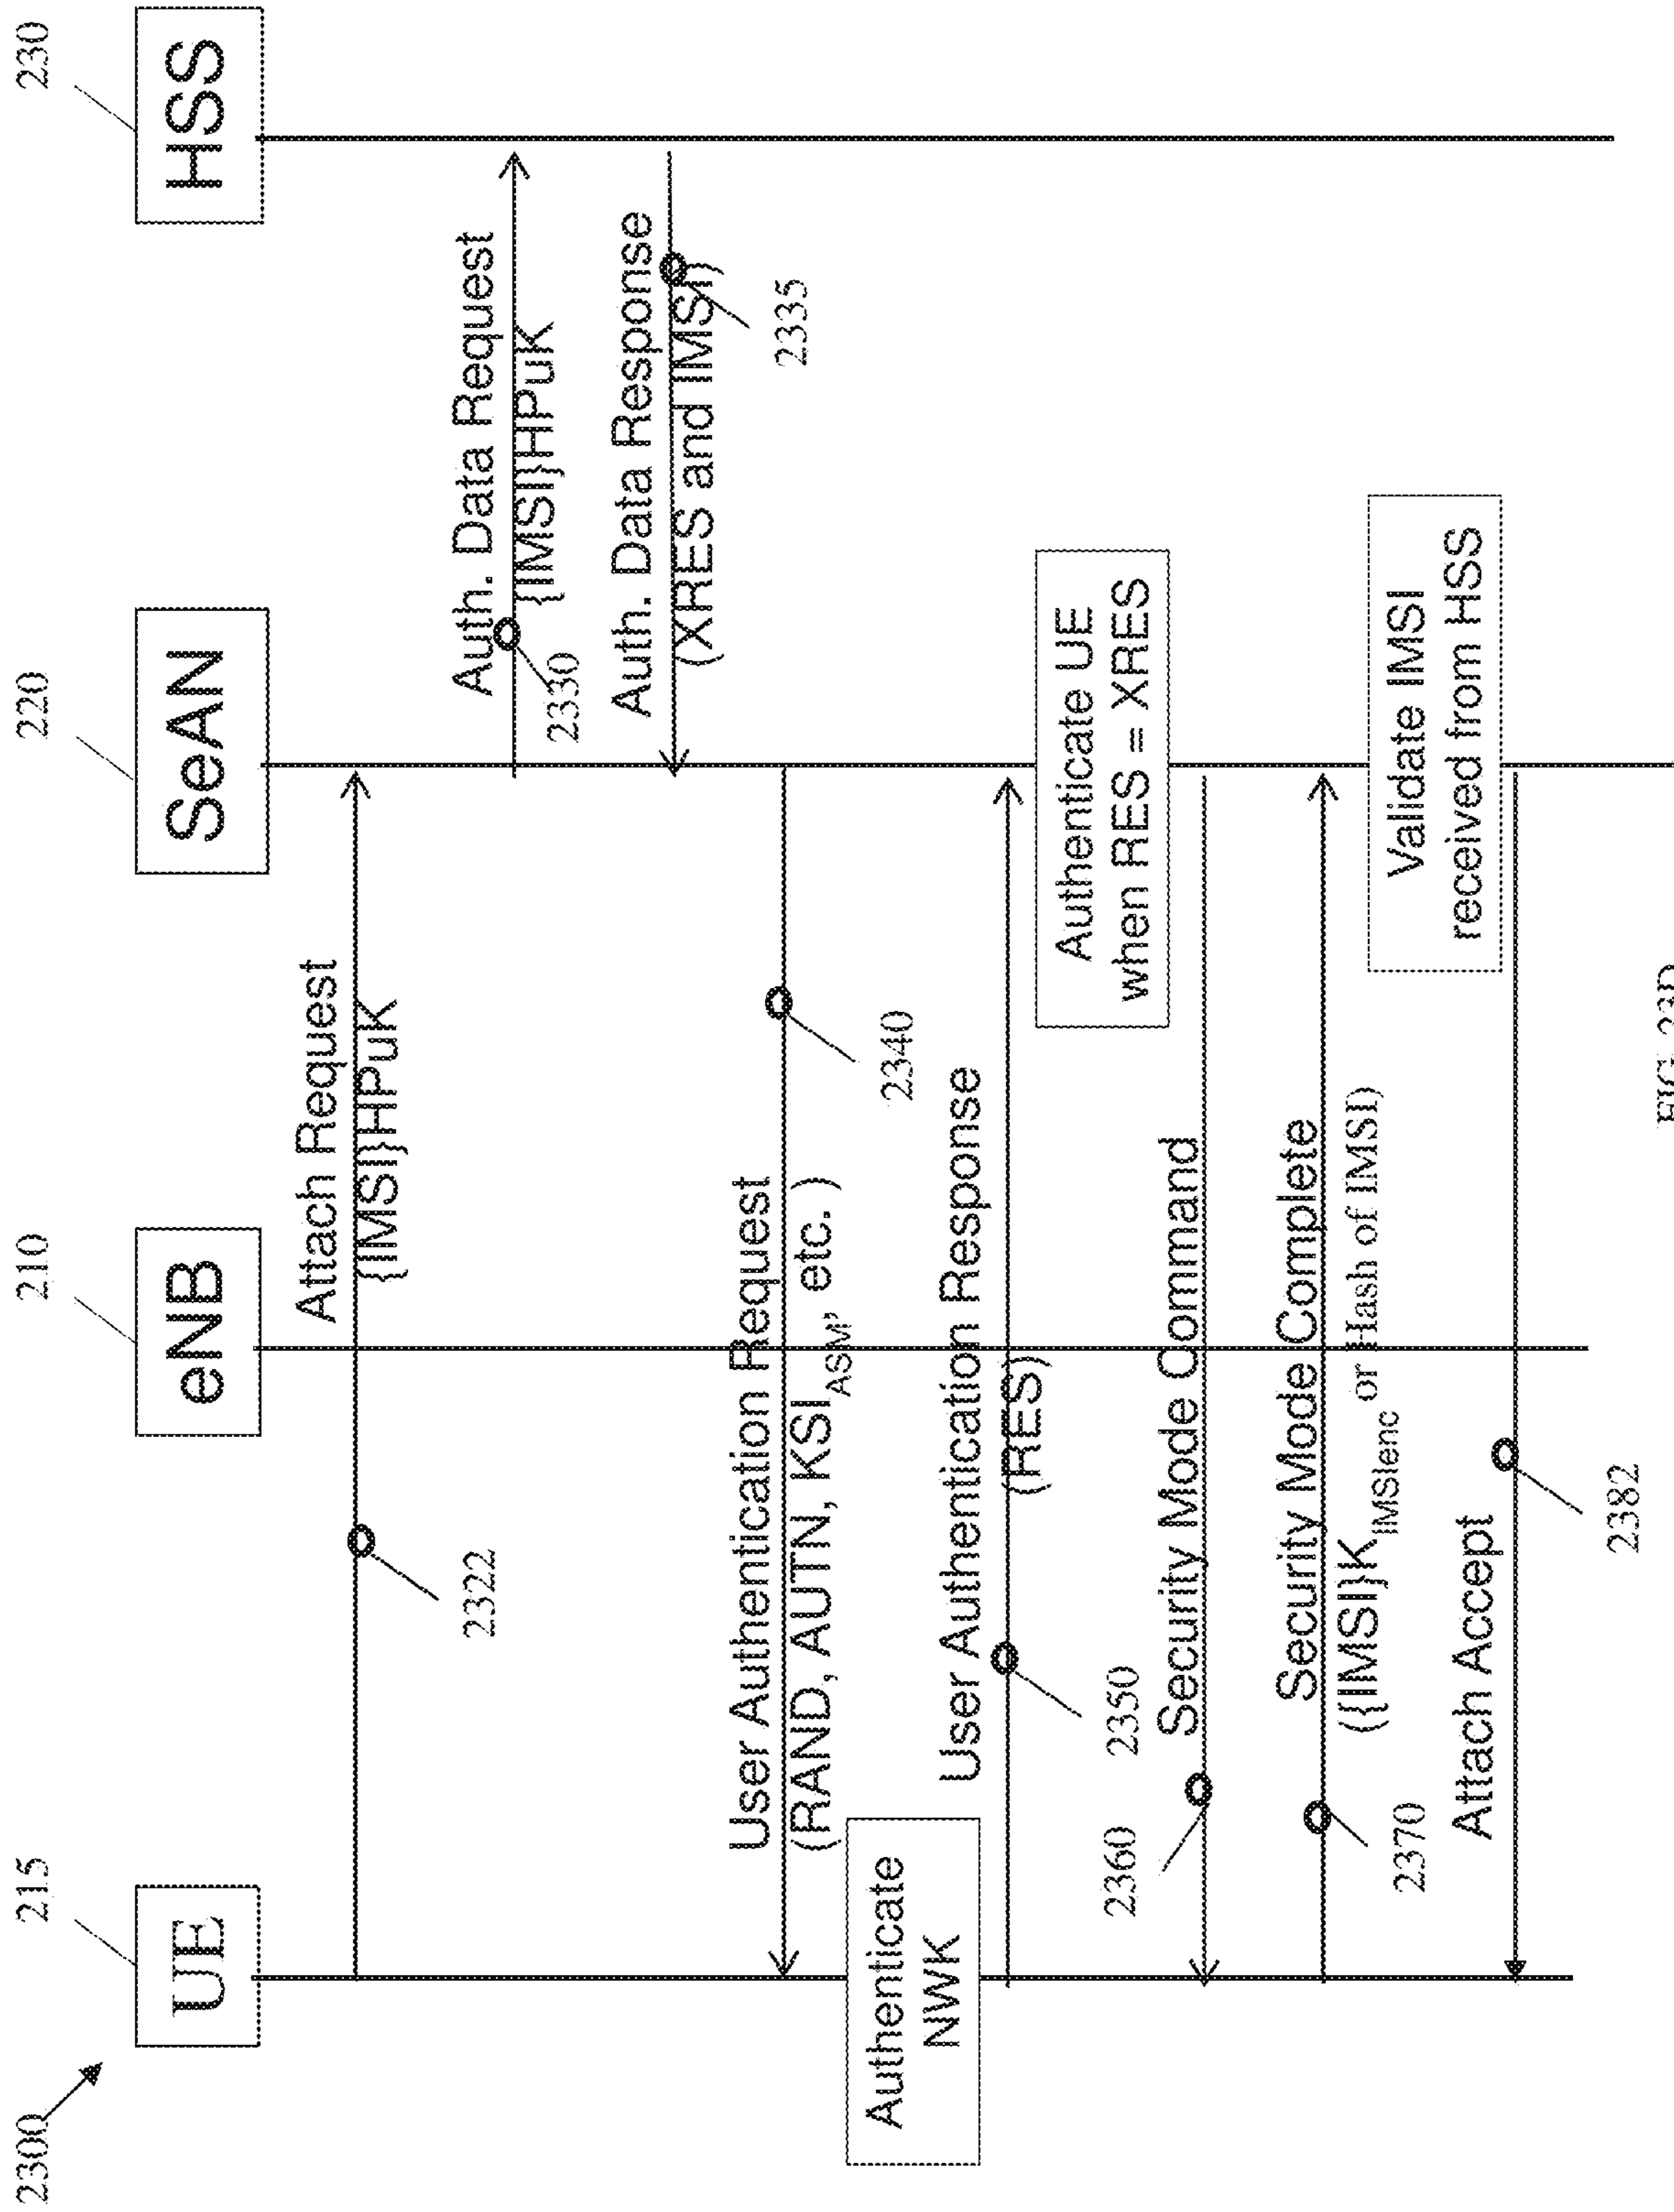 2300
215
210
220
230
UE
eNB
SeAN
HSS
Attach Request
{IMSI}HPuK
2322
Auth. Data Request
{IMSI}HPuK
2330
Auth. Data Response
(XRES and IMSI)
2335
User Authentication Request
(RAND, AUTN, KSI ASM, etc. )
2340
Authenticate
NWK
User Authentication Response
(RES)
2350
Authenticate UE
when RES = XRES
Security Mode Command
2360
Security Mode Complete
({IMSI}K IMSIenc or Hash of IMSI)
2370
Validate IMSI
received from HSS
Attach Accept
2382